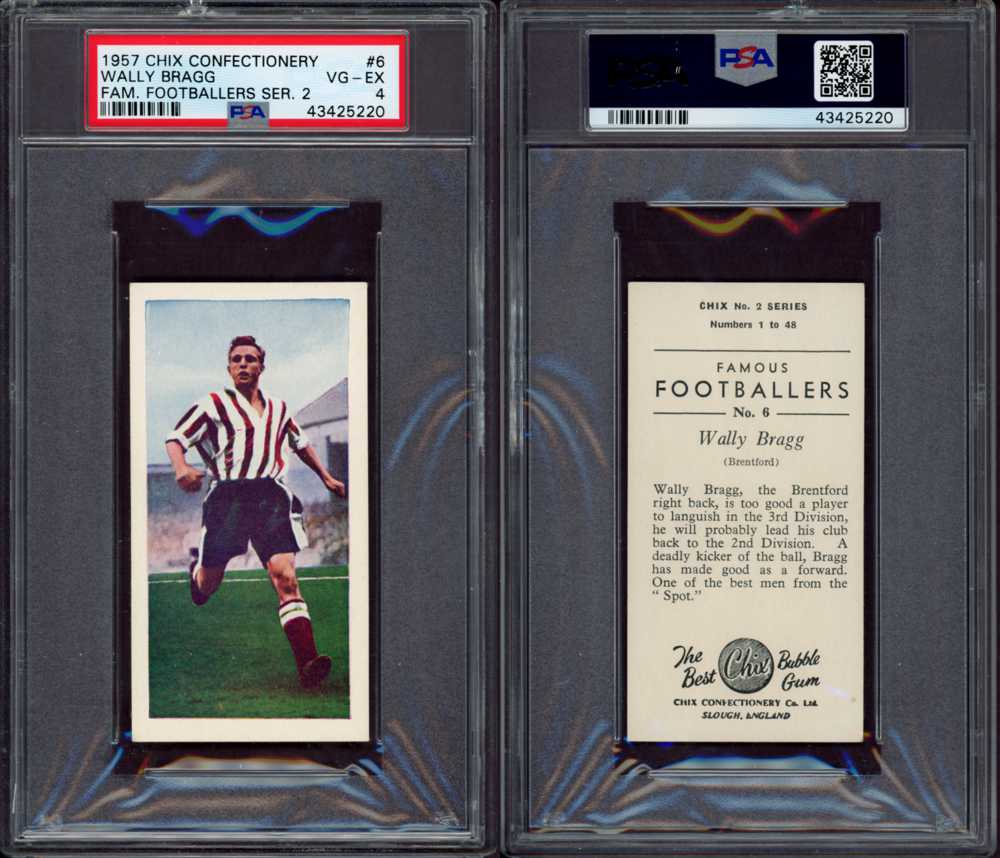 1957 CHIX CONFECTIONERY #6
WALLY BRAGG VG-EX
FAM. FOOTBALLERS SER. 2 4
PSA 43425220
PSA
PSA
43425220
CHIX No. 2 SERIES
Numbers 1 to 48
FAMOUS
FOOTBALLERS
No. 6
Wally Bragg
(Brentford)
Wally Bragg, the Brentford
right back, is too good a player
to languish in the 3rd Division,
he will probably lead his club
back to the 2nd Division. A
deadly kicker of the ball, Bragg
has made good as a forward.
One of the best men from the
“ Spot.”
The Best Chix Bubble Gum
CHIX CONFECTIONERY Co. Ltd.
SLOUGH, ENGLAND